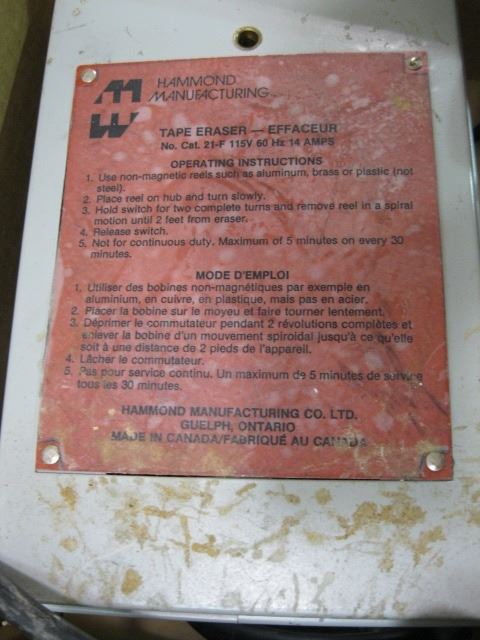 HAMMOND
MANUFACTURING
TAPE ERASER — EFFACEUR
No. Cat. 21-F 115V 60 Hz 14 AMPS
OPERATING INSTRUCTIONS
1. Use non-magnetic reels such as aluminum, brass or plastic (not
steel).
2. Place reel on hub and turn slowly.
3. Hold switch for two complete turns and remove reel in a spiral
motion until 2 feet from eraser.
4. Release switch.
5. Not for continuous duty. Maximum of 5 minutes on every 30
minutes.
MODE D'EMPLOI
1. Utiliser des bobines non-magnétiques par exemple en
aluminium, en cuivre, en plastique, mais pas en acier.
2. Placer la bobine sur le moyeu et faire tourner lentement.
3. Déprimer le commutateur pendant 2 révolutions complètes et
enlever la bobine d'un mouvement spiroidal jusqu'à ce qu'elle
soit à une distance de 2 pieds de l'appareil.
4. Lâcher le commutateur.
5. Pas pour service continu. Un maximum de 5 minutes de service
tous les 30 minutes.
HAMMOND MANUFACTURING CO. LTD.
GUELPH, ONTARIO
MADE IN CANADA/FABRIQUÉ AU CANADA